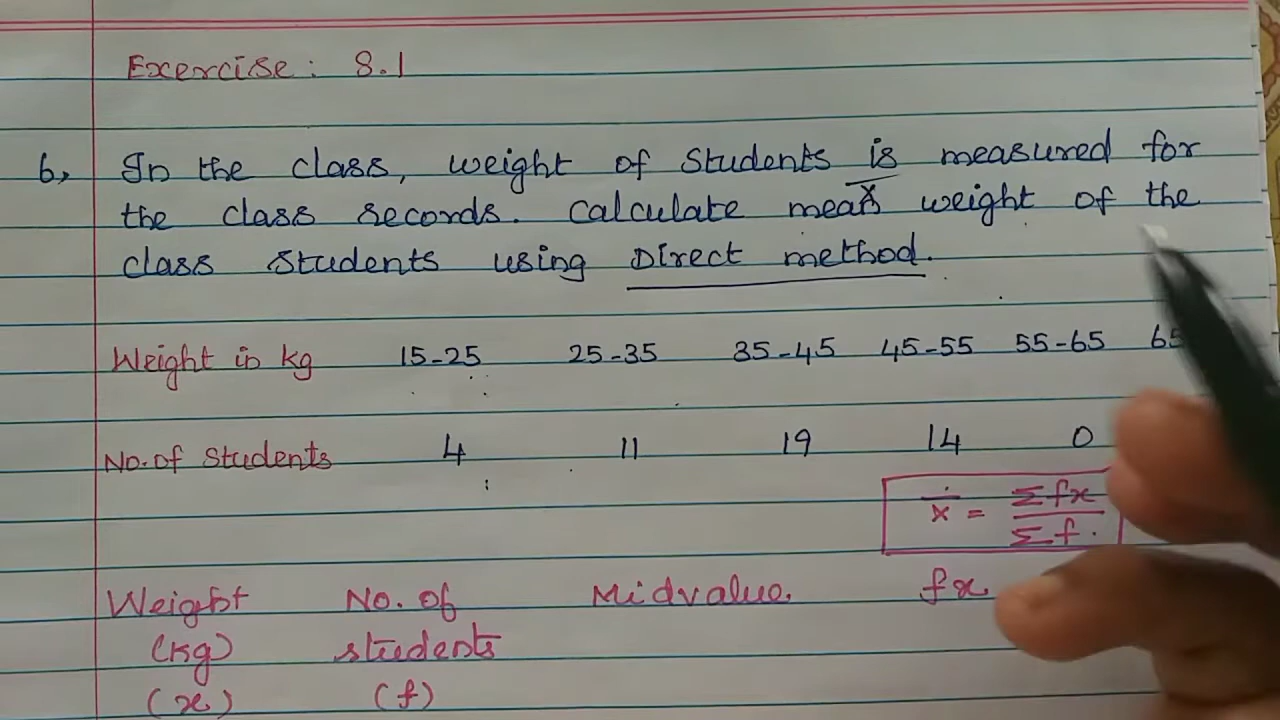 Excercise: 8.1
6, In the class, weight of students is measured for
the class records. Calculate mean x̄ weight of the
class students using Direct method.
Weight in kg 15-25 25-35 35-45 45-55 55-65 65
No. of students 4 11 19 14 0
x̄ = Σfx / Σf.
Weight No. of Midvalue. fx
(kg) students
(x) (f)